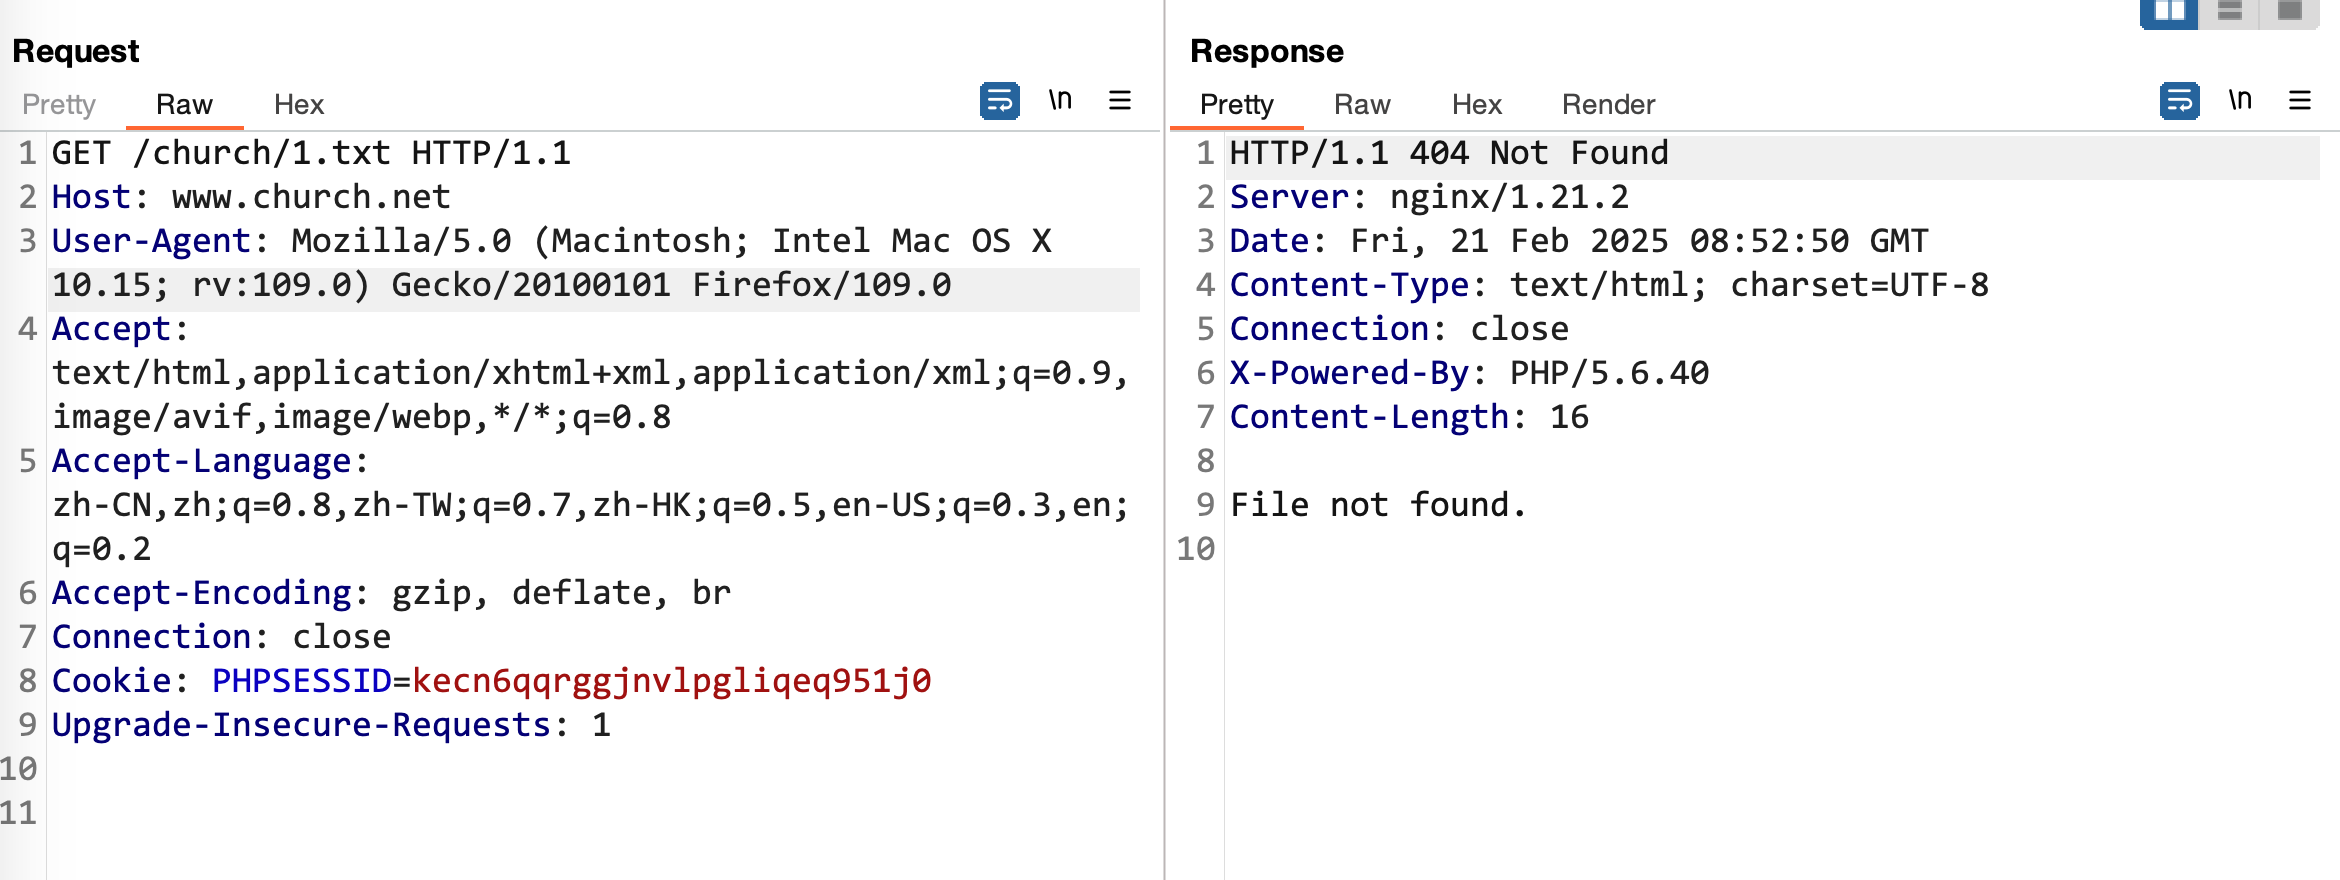 Request
Pretty Raw Hex \n
1 GET /church/1.txt HTTP/1.1
2 Host: www.church.net
3 User-Agent: Mozilla/5.0 (Macintosh; Intel Mac OS X
10.15; rv:109.0) Gecko/20100101 Firefox/109.0
4 Accept:
text/html,application/xhtml+xml,application/xml;q=0.9,
image/avif,image/webp,*/*;q=0.8
5 Accept-Language:
zh-CN,zh;q=0.8,zh-TW;q=0.7,zh-HK;q=0.5,en-US;q=0.3,en;
q=0.2
6 Accept-Encoding: gzip, deflate, br
7 Connection: close
8 Cookie: PHPSESSID=kecn6qqrggjnvlpgliqeq951j0
9 Upgrade-Insecure-Requests: 1
10
11
Response
Pretty Raw Hex Render \n
1 HTTP/1.1 404 Not Found
2 Server: nginx/1.21.2
3 Date: Fri, 21 Feb 2025 08:52:50 GMT
4 Content-Type: text/html; charset=UTF-8
5 Connection: close
6 X-Powered-By: PHP/5.6.40
7 Content-Length: 16
8
9 File not found.
10